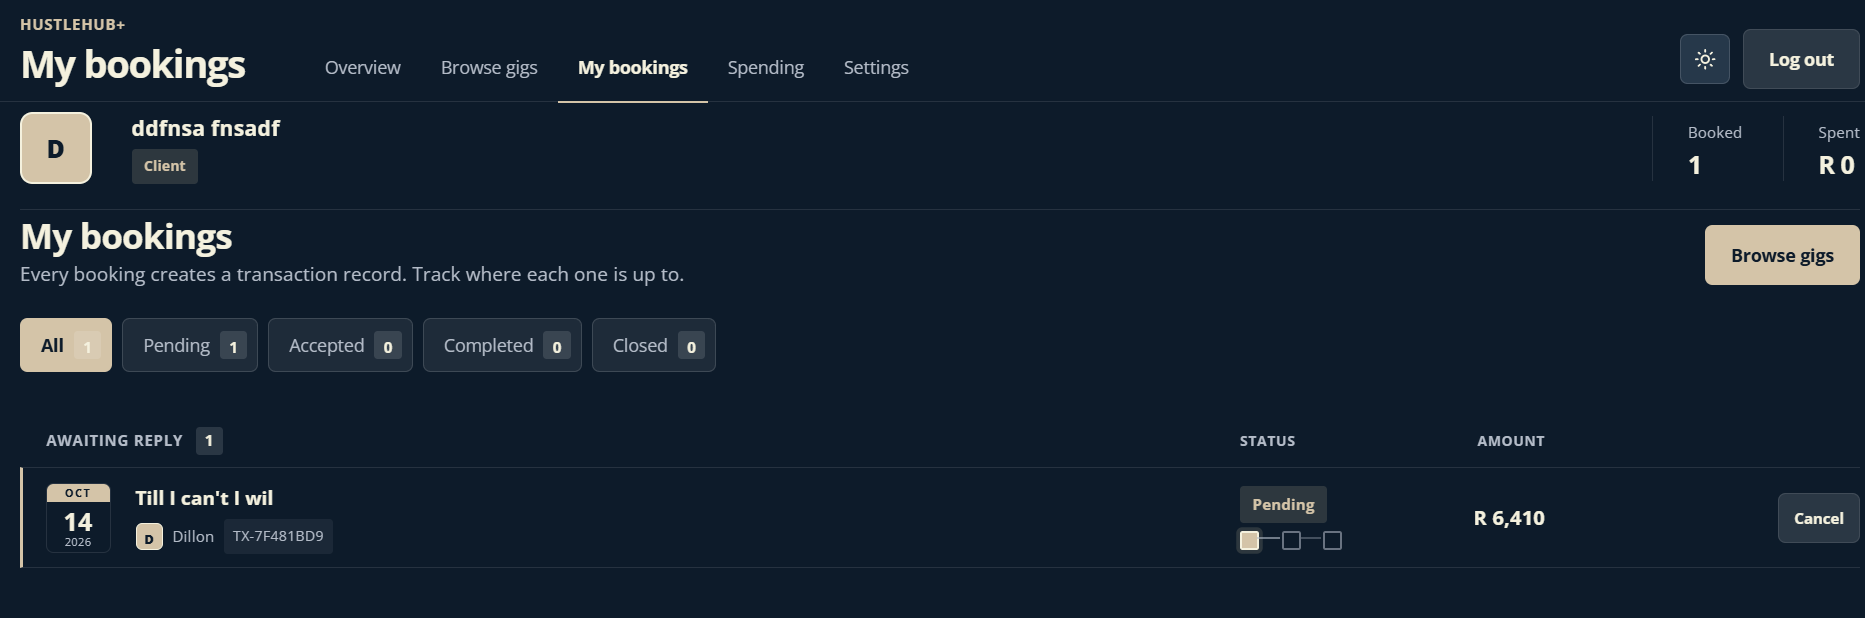 HUSTLEHUB+
My bookings
Overview Browse gigs My bookings Spending Settings
Log out
D
ddfnsa fnsadf
Client
Booked
1
Spent
R 0
My bookings
Every booking creates a transaction record. Track where each one is up to.
Browse gigs
All 1 Pending 1 Accepted 0 Completed 0 Closed 0
AWAITING REPLY 1 STATUS AMOUNT
OCT
14
2026
Till I can't I wil
D Dillon TX-7F481BD9
Pending
R 6,410
Cancel